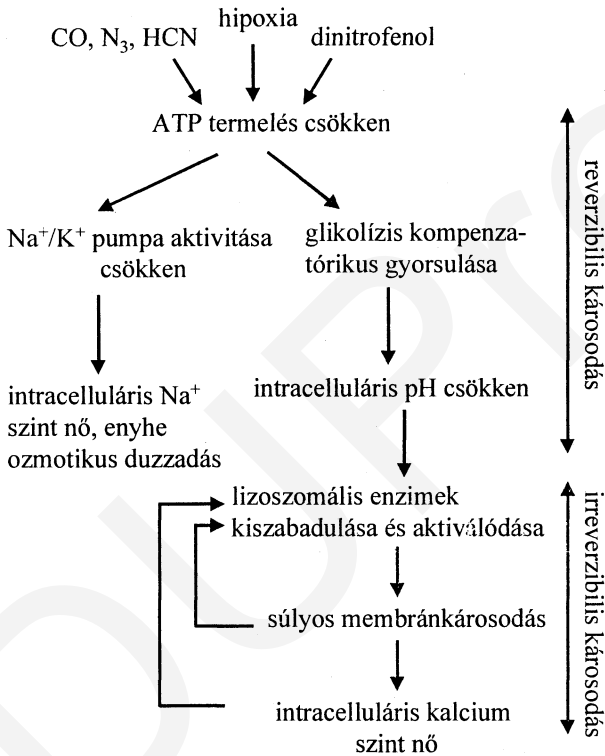 hipoxia
CO, N₃, HCN
dinitrofenol
ATP termelés csökken
Na⁺/K⁺ pumpa aktivitása
csökken
glikolízis kompenza-
tórikus gyorsulása
intracelluláris Na⁺
szint nő, enyhe
ozmotikus duzzadás
intracelluláris pH csökken
reverzibilis károsodás
lizoszomális enzimek
kiszabadulása és aktiválódása
súlyos membránkárosodás
intracelluláris kalcium
szint nő
irreverzibilis károsodás